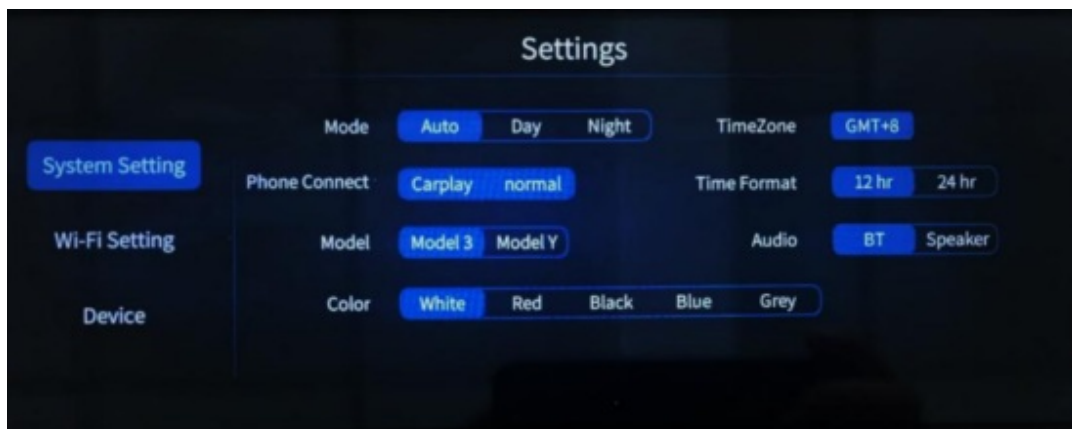 Settings
Mode Auto Day Night TimeZone GMT+8
System Setting
Phone Connect Carplay normal Time Format 12 hr 24 hr
Wi-Fi Setting
Model Model 3 Model Y Audio BT Speaker
Color White Red Black Blue Grey
Device